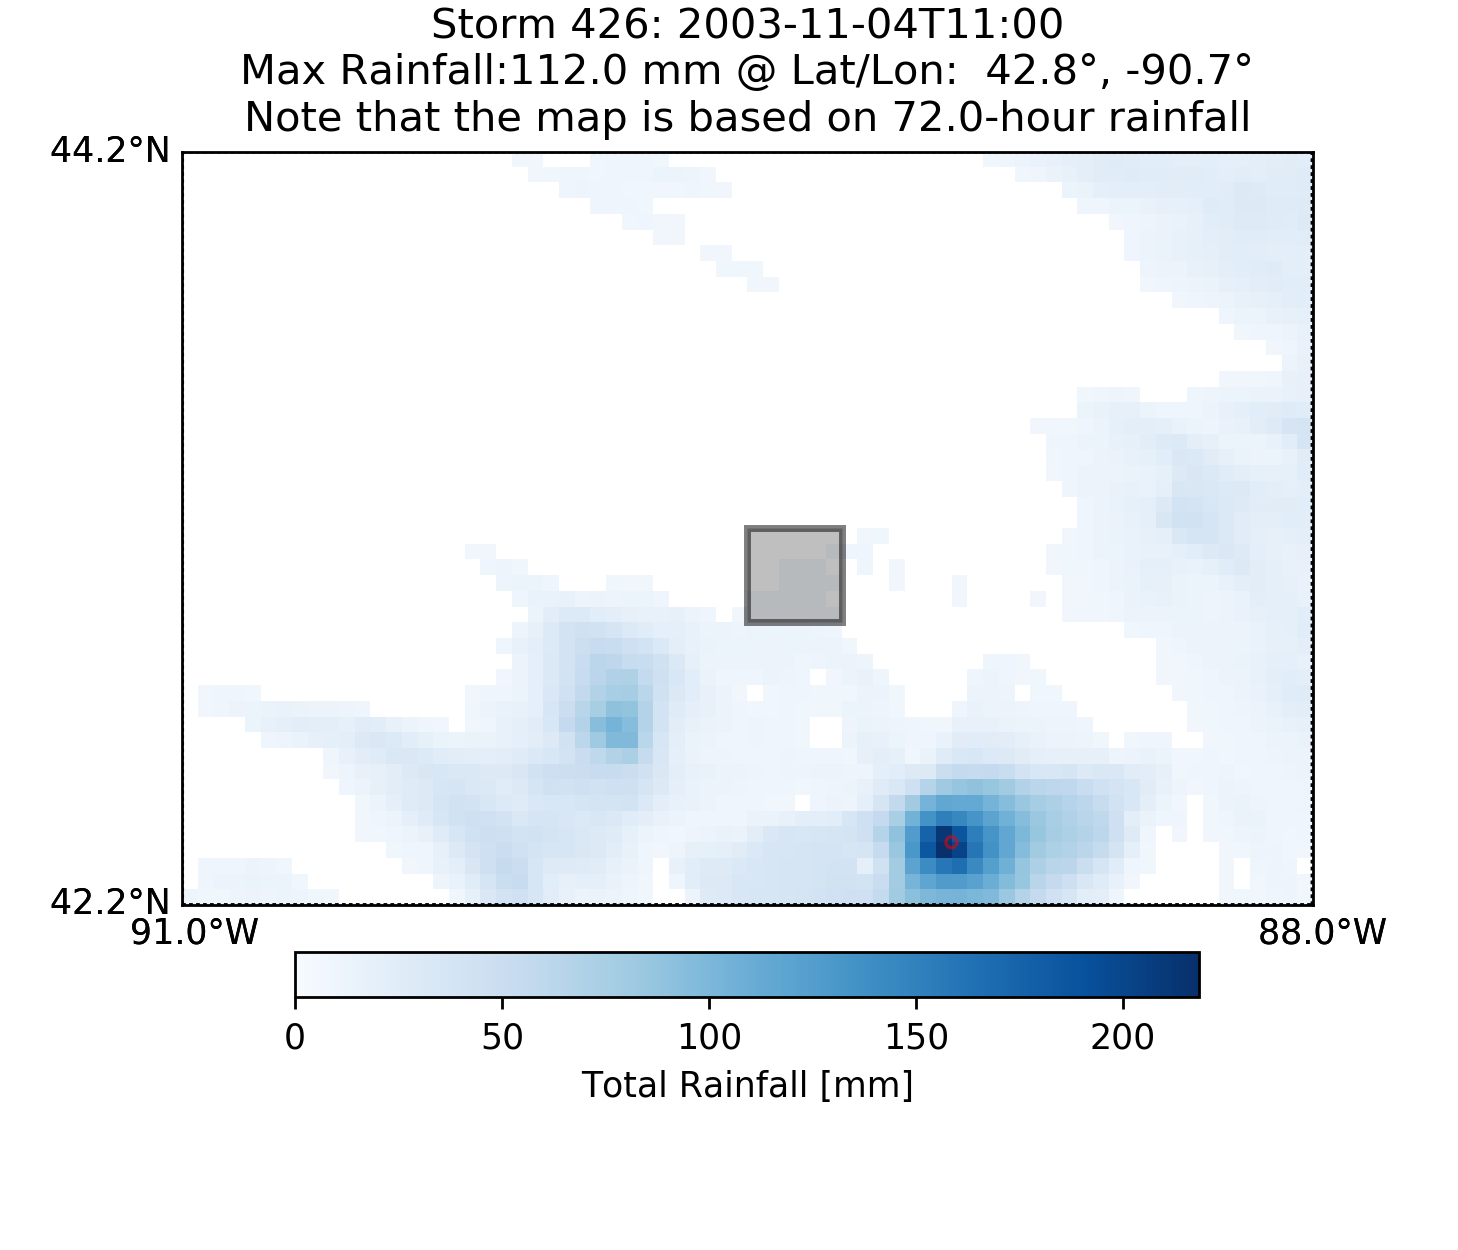 Storm 426: 2003-11-04T11:00
Max Rainfall:112.0 mm @ Lat/Lon:  42.8°, -90.7°
Note that the map is based on 72.0-hour rainfall
44.2°N
42.2°N
91.0°W
88.0°W
0 50 100 150 200
Total Rainfall [mm]